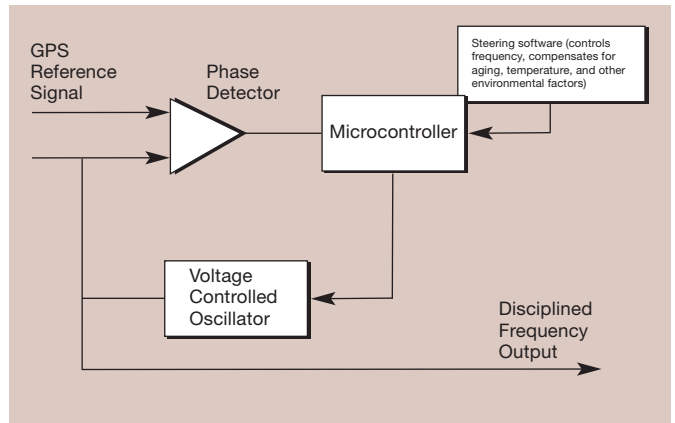 GPS
Reference
Signal
Phase
Detector
Steering software (controls
frequency, compensates for
aging, temperature, and other
environmental factors)
Microcontroller
Voltage
Controlled
Oscillator
Disciplined
Frequency
Output